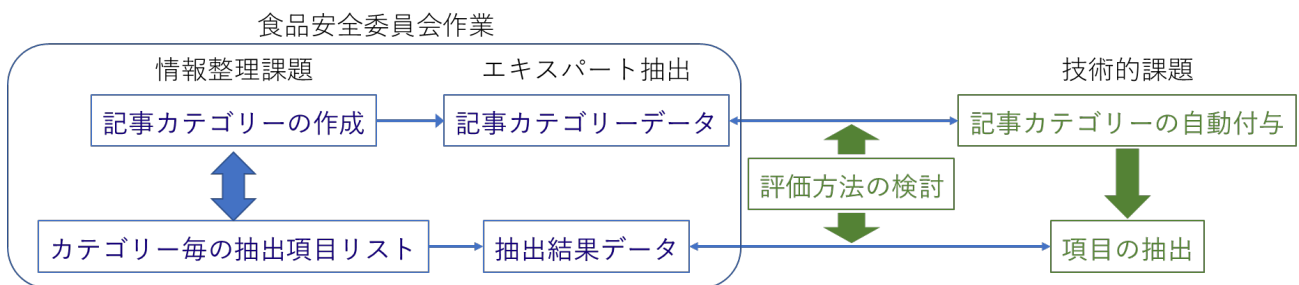 食品安全委員会作業
情報整理課題
エキスパート抽出
技術的課題
記事カテゴリーの作成
記事カテゴリーデータ
記事カテゴリーの自動付与
評価方法の検討
カテゴリー毎の抽出項目リスト
抽出結果データ
項目の抽出